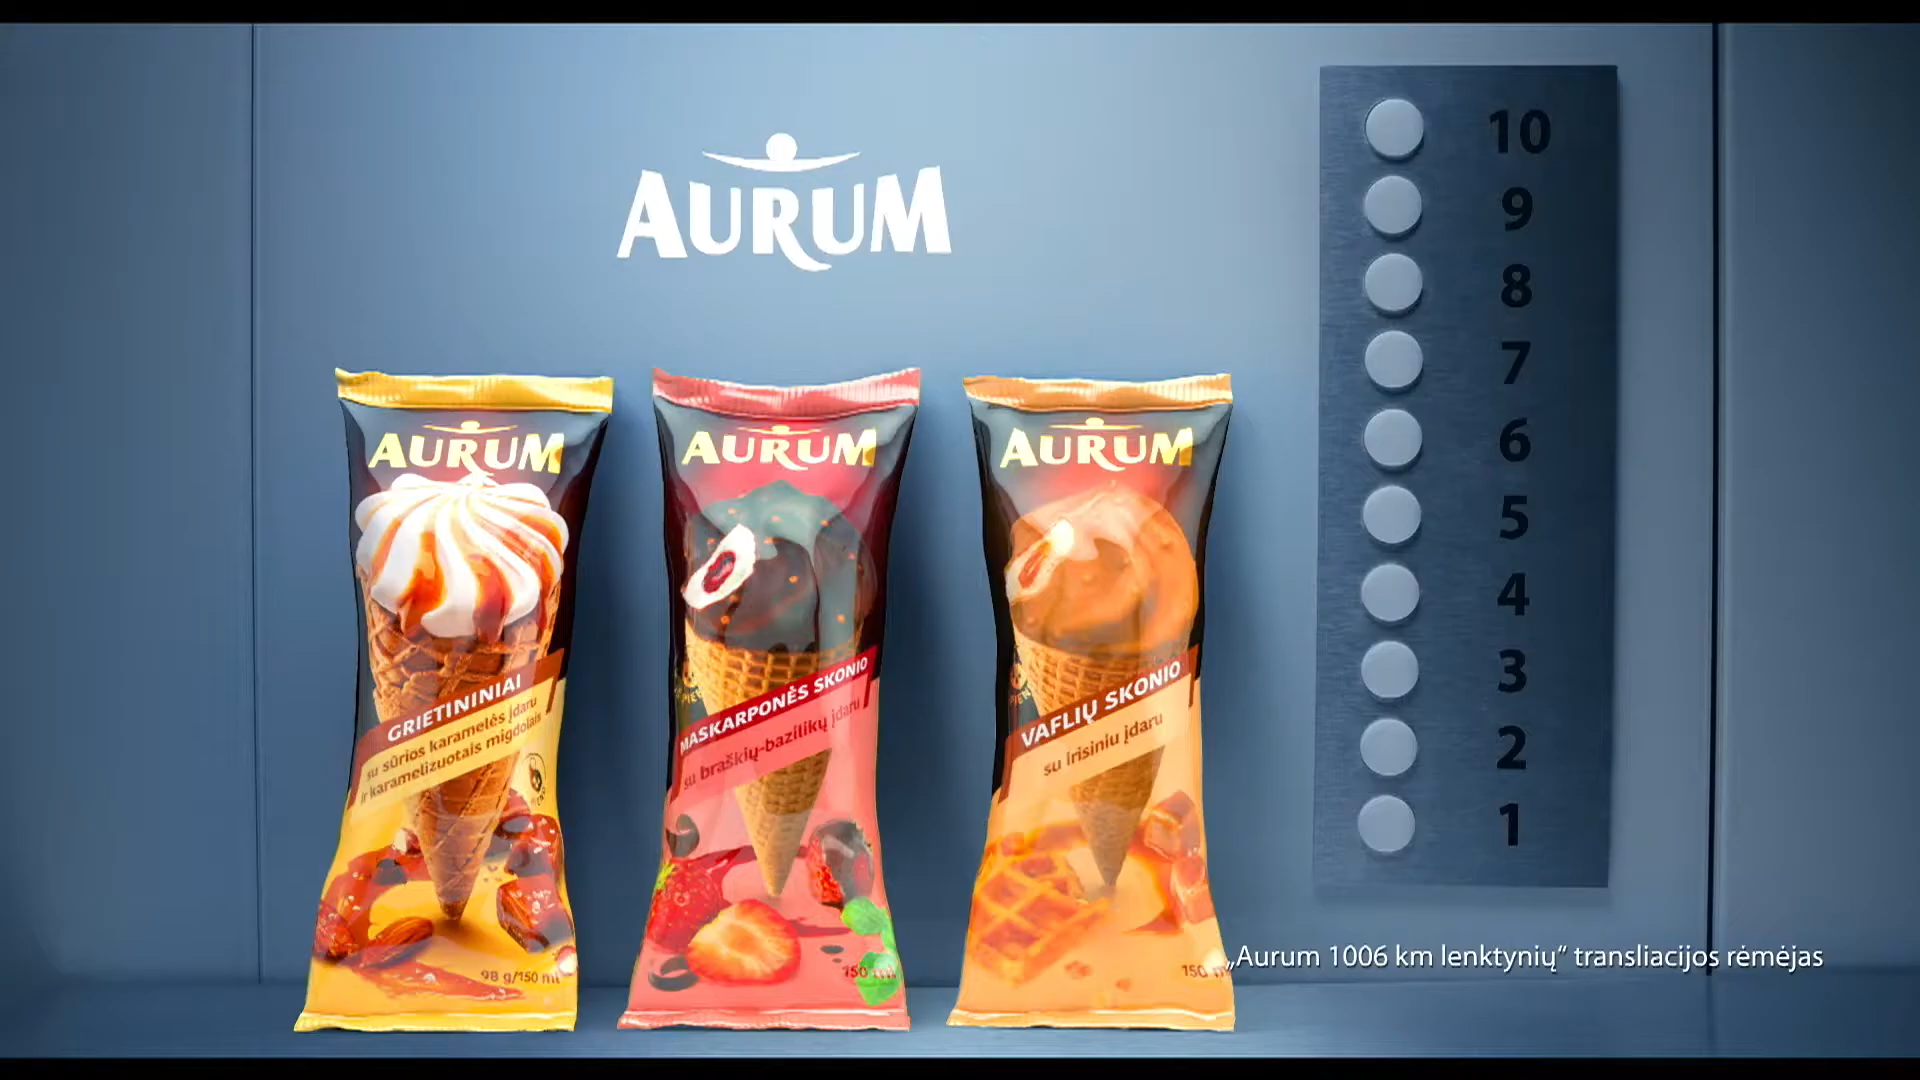 AURUM
10
9
8
7
6
5
4
3
2
1
AURUM
GRIETININIAI
su sūrios karamelės įdaru
ir karamelizuotais migdolais
98 g/150 ml
AURUM
MASKARPONĖS SKONIO
su braškių-bazilikų įdaru
150 ml
AURUM
VAFLIŲ SKONIO
su irisiniu įdaru
150
„Aurum 1006 km lenktynių“ transliacijos rėmėjas